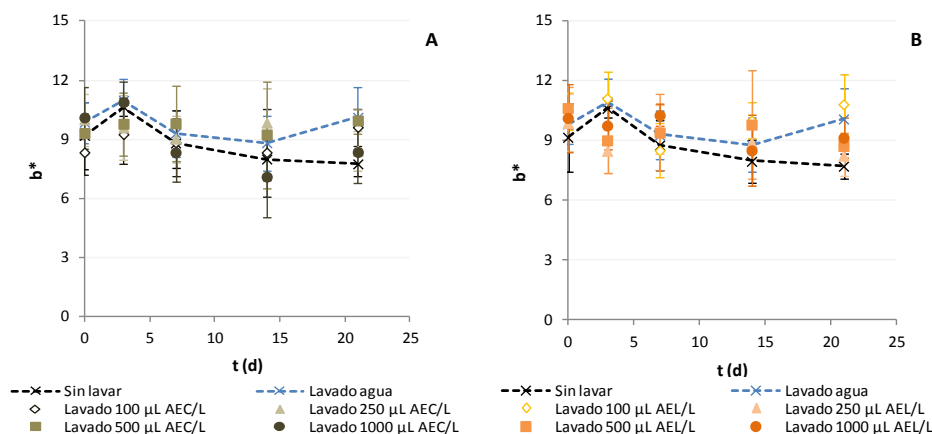 A
15
12
9
6
3
0
b*
0 5 10 15 20 25
t (d)
Sin lavar
Lavado agua
Lavado 100 µL AEC/L
Lavado 250 µL AEC/L
Lavado 500 µL AEC/L
Lavado 1000 µL AEC/L
B
15
12
9
6
3
0
b*
0 5 10 15 20 25
t (d)
Sin lavar
Lavado agua
Lavado 100 µL AEL/L
Lavado 250 µL AEL/L
Lavado 500 µL AEL/L
Lavado 1000 µL AEL/L